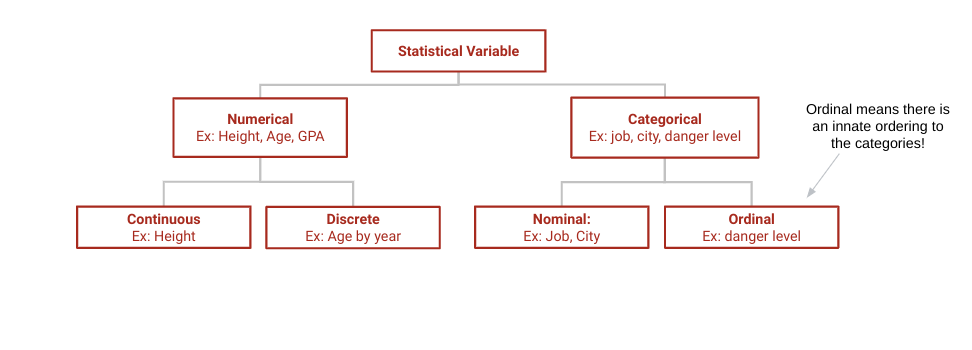 Statistical Variable
Numerical
Ex: Height, Age, GPA
Categorical
Ex: job, city, danger level
Ordinal means there is
an innate ordering to
the categories!
Continuous
Ex: Height
Discrete
Ex: Age by year
Nominal:
Ex: Job, City
Ordinal
Ex: danger level